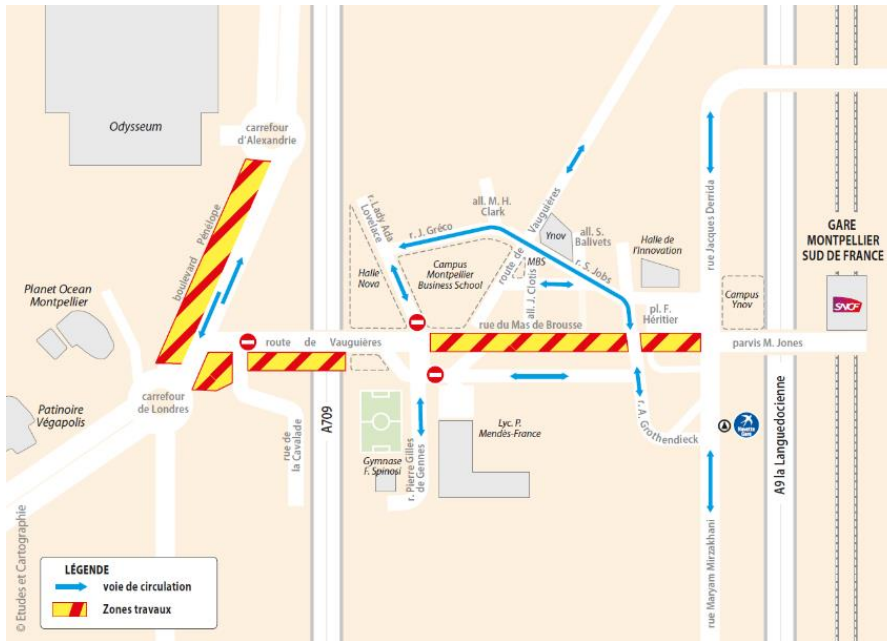 Odysseum
carrefour
d'Alexandrie
boulevard Pénélope
Planet Ocean
Montpellier
Patinoire
Végapolis
carrefour
de Londres
route de Vauguières
rue de
la Cavalade
A709
r. Lady Ada
Lovelace
r. J. Gréco
all. M. H.
Clark
Halle
Nova
Campus
Montpellier
Business School
route de Vauguières
Ynov
all. S.
Balivets
MBS
all. J. Clotis
r. S. Jobs
Halle de
l'Innovation
pl. F.
Héritier
rue du Mas de Brousse
rue Jacques Derrida
Campus
Ynov
GARE
MONTPELLIER
SUD DE FRANCE
SNCF
parvis M. Jones
Gymnase
F. Spinosi
r. Pierre Gilles
de Gennes
Lyc. P.
Mendès-France
r. A. Grothendieck
A9 la Languedocienne
rue Maryam Mirzakhani
© Etudes et Cartographie
LÉGENDE
voie de circulation
Zones travaux